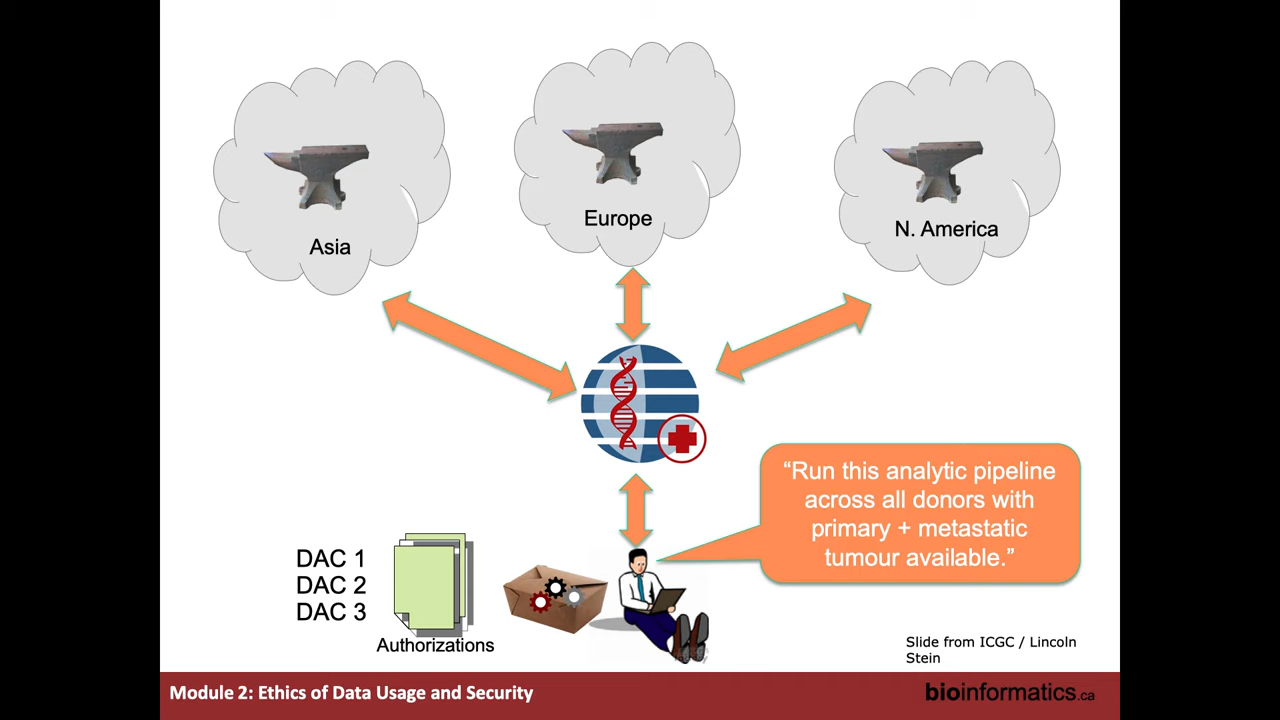 Asia
Europe
N. America
“Run this analytic pipeline
across all donors with
primary + metastatic
tumour available.”
DAC 1
DAC 2
DAC 3
Authorizations
Slide from ICGC / Lincoln
Stein
Module 2: Ethics of Data Usage and Security
bioinformatics.ca